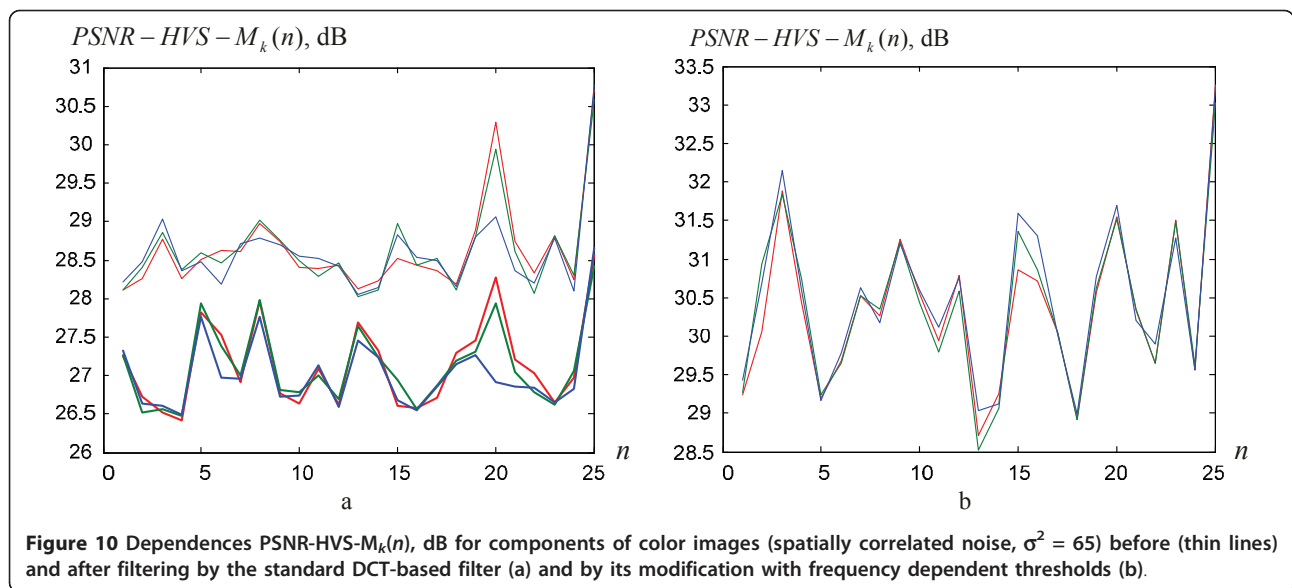 PSNR – HVS – M_k(n), dB
31
30.5
30
29.5
29
28.5
28
27.5
27
26.5
26
0 5 10 15 20 25 n
a
PSNR – HVS – M_k(n), dB
33.5
33
32.5
32
31.5
31
30.5
30
29.5
29
28.5
0 5 10 15 20 25 n
b
Figure 10 Dependences PSNR-HVS-M_k(n), dB for components of color images (spatially correlated noise, σ² = 65) before (thin lines)
and after filtering by the standard DCT-based filter (a) and by its modification with frequency dependent thresholds (b).